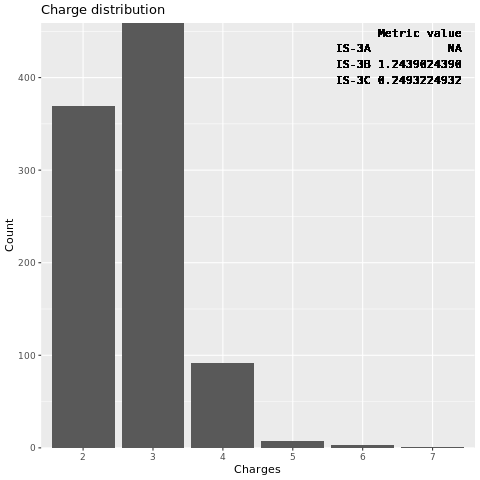 Charge distribution
Metric value
IS-3A NA
IS-3B 1.2439024390
IS-3C 0.2493224932
400
300
200
100
0
Count
2 3 4 5 6 7
Charges